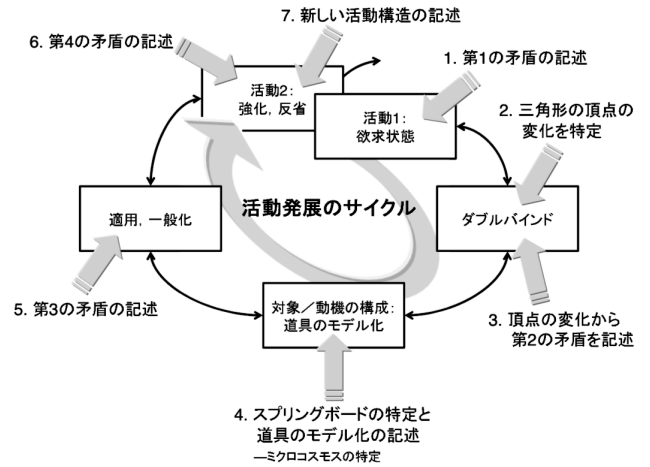 7. 新しい活動構造の記述
6. 第4の矛盾の記述
1. 第1の矛盾の記述
活動2:
強化, 反省
活動1:
欲求状態
2. 三角形の頂点の
変化を特定
活動発展のサイクル
適用, 一般化
ダブルバインド
対象／動機の構成:
道具のモデル化
5. 第3の矛盾の記述
3. 頂点の変化から
第2の矛盾を記述
4. スプリングボードの特定と
道具のモデル化の記述
―ミクロコスモスの特定